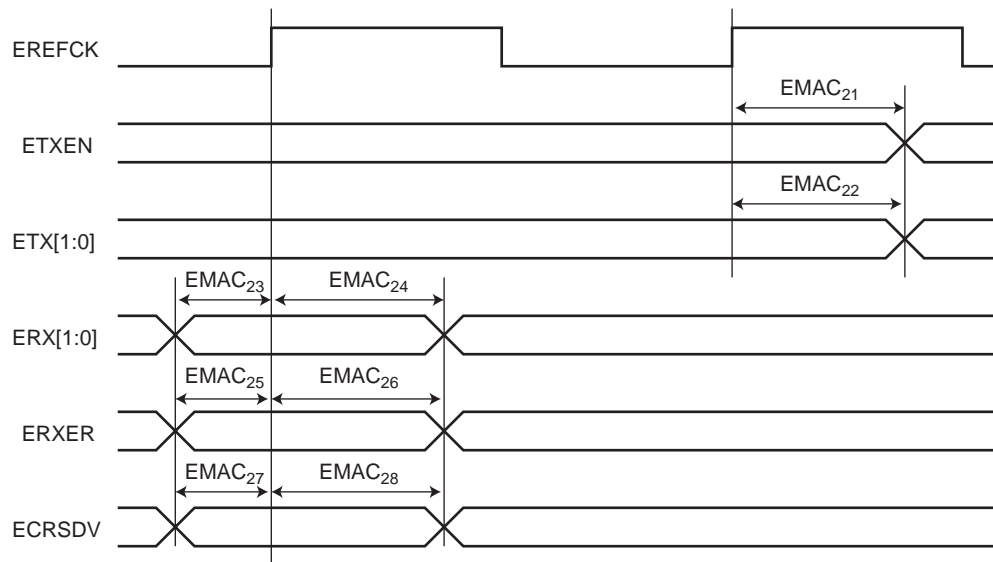 EREFCK
EMAC21
ETXEN
EMAC22
ETX[1:0]
EMAC23 EMAC24
ERX[1:0]
EMAC25 EMAC26
ERXER
EMAC27 EMAC28
ECRSDV